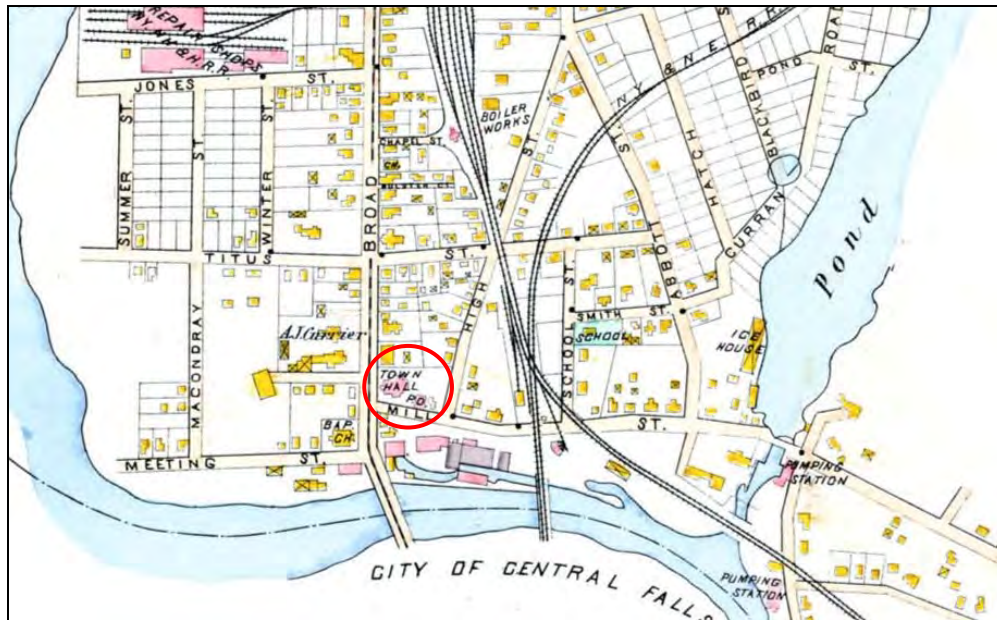 REPAIR SHOPS
N.Y. N.H. & H. R.R.
JONES ST.
SUMMER ST.
ST.
WINTER ST.
BROAD
CHAPEL ST.
CH.
BOILER
WORKS
ST.
N.Y. & N.E. R.R.
ST.
HATCH
BLACKBIRD
POND ST.
ROAD
CURRAN
Pond
TITUS ST.
MACONDRAY
HIGH
SCHOOL ST.
ABBOTT
SMITH ST.
SCHOOL
ICE
HOUSE
A.J. Currier
TOWN
HALL
P.O.
MILL ST.
BAP.
CH.
MEETING ST.
PUMPING
STATION
CITY OF CENTRAL FALLS
PUMPING
STATION